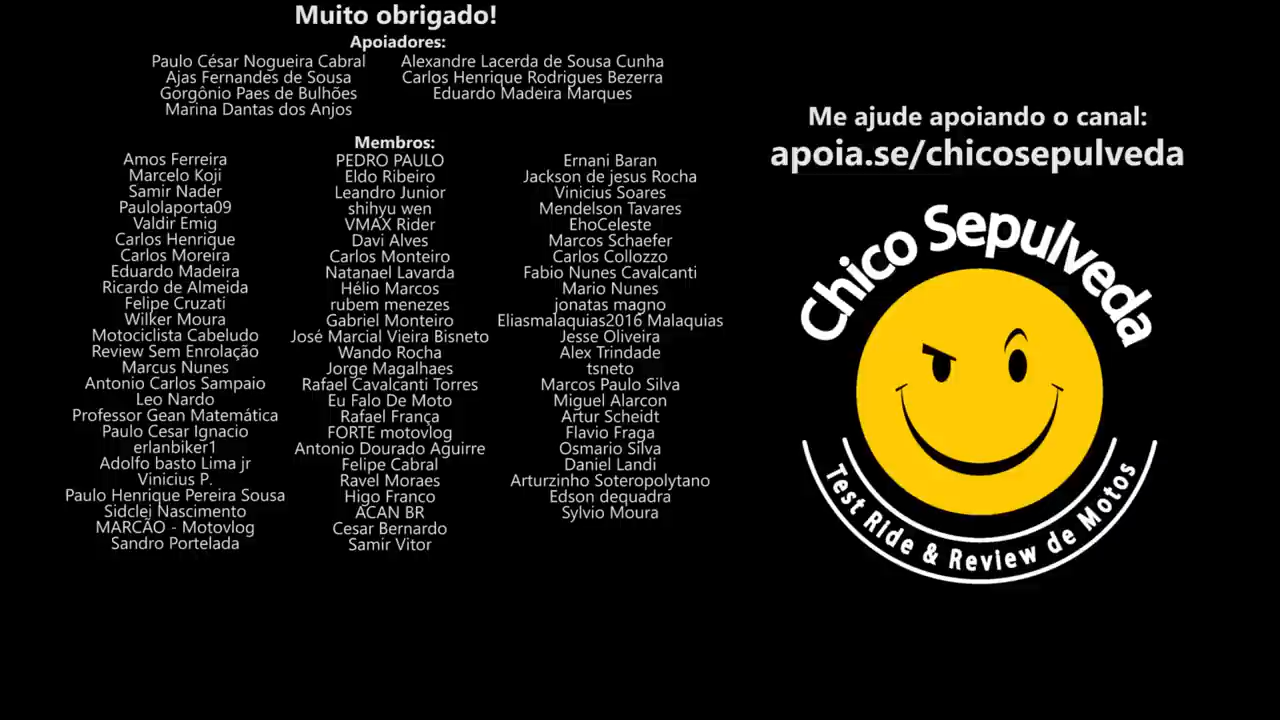 Muito obrigado!
Apoiadores:
Paulo César Nogueira Cabral
Ajas Fernandes de Sousa
Gorgônio Paes de Bulhões
Marina Dantas dos Anjos
Alexandre Lacerda de Sousa Cunha
Carlos Henrique Rodrigues Bezerra
Eduardo Madeira Marques
Membros:
Amos Ferreira
Marcelo Koji
Samir Nader
Paulolaporta09
Valdir Emig
Carlos Henrique
Carlos Moreira
Eduardo Madeira
Ricardo de Almeida
Felipe Cruzati
Wilker Moura
Motociclista Cabeludo
Review Sem Enrolação
Marcus Nunes
Antonio Carlos Sampaio
Leo Nardo
Professor Gean Matemática
Paulo Cesar Ignacio
erlanbiker1
Adolfo basto Lima jr
Vinicius P.
Paulo Henrique Pereira Sousa
Sidclei Nascimento
MARCÃO - Motovlog
Sandro Portelada
PEDRO PAULO
Eldo Ribeiro
Leandro Junior
shihyu wen
VMAX Rider
Davi Alves
Carlos Monteiro
Natanael Lavarda
Hélio Marcos
rubem menezes
Gabriel Monteiro
José Marcial Vieira Bisneto
Wando Rocha
Jorge Magalhaes
Rafael Cavalcanti Torres
Eu Falo De Moto
Rafael França
FORTE motovlog
Antonio Dourado Aguirre
Felipe Cabral
Ravel Moraes
Higo Franco
ACAN BR
Cesar Bernardo
Samir Vitor
Ernani Baran
Jackson de jesus Rocha
Vinicius Soares
Mendelson Tavares
EhoCeleste
Marcos Schaefer
Carlos Collozzo
Fabio Nunes Cavalcanti
Mario Nunes
jonatas magno
Eliasmalaquias2016 Malaquias
Jesse Oliveira
Alex Trindade
tsneto
Marcos Paulo Silva
Miguel Alarcon
Artur Scheidt
Flavio Fraga
Osmario Silva
Daniel Landi
Arturzinho Soteropolytano
Edson dequadra
Sylvio Moura
Me ajude apoiando o canal:
apoia.se/chicosepulveda
Chico Sepulveda
Test Ride & Review de Motos